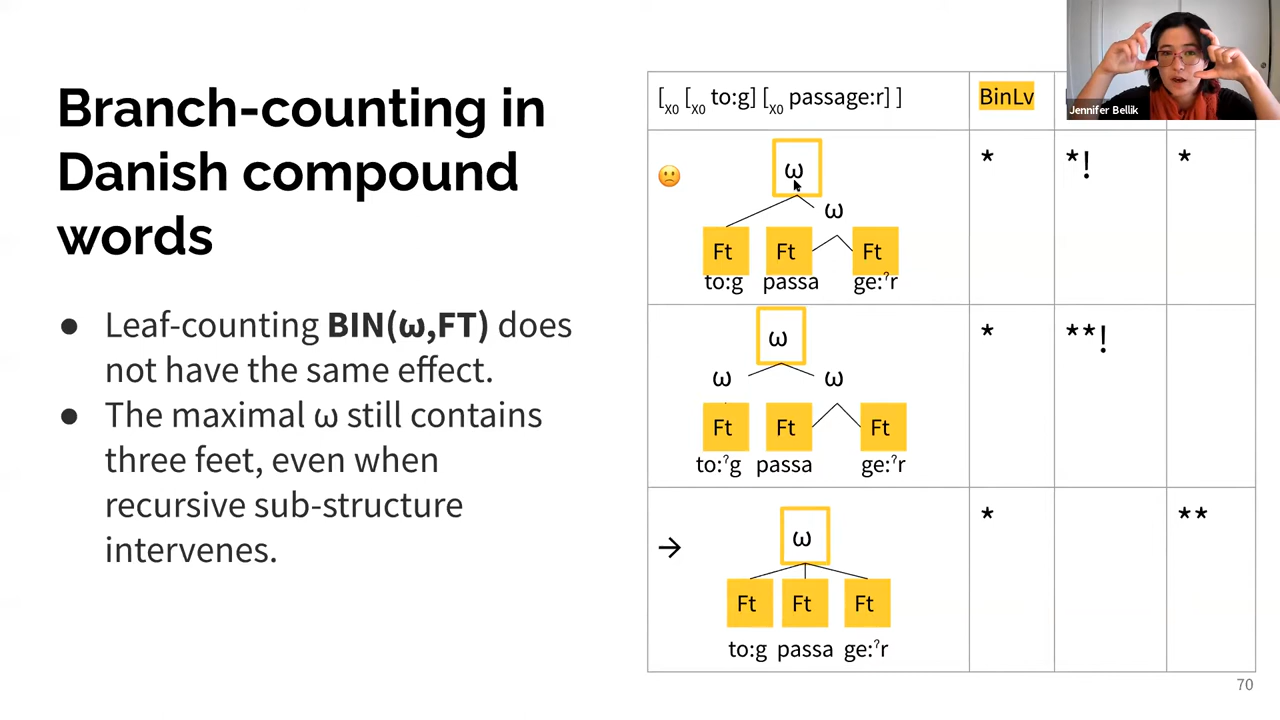 Branch-counting in
Danish compound
words
● Leaf-counting BIN(ω,FT) does
not have the same effect.
● The maximal ω still contains
three feet, even when
recursive sub-structure
intervenes.
[X0 [X0 to:g] [X0 passage:r] ]
BinLv
Jennifer Bellik
ω
* *! *
ω
Ft Ft Ft
to:g passa ge:ˀr
ω
* **!
ω ω
Ft Ft Ft
to:ˀg passa ge:ˀr
→ ω
* **
Ft Ft Ft
to:g passa ge:ˀr
70